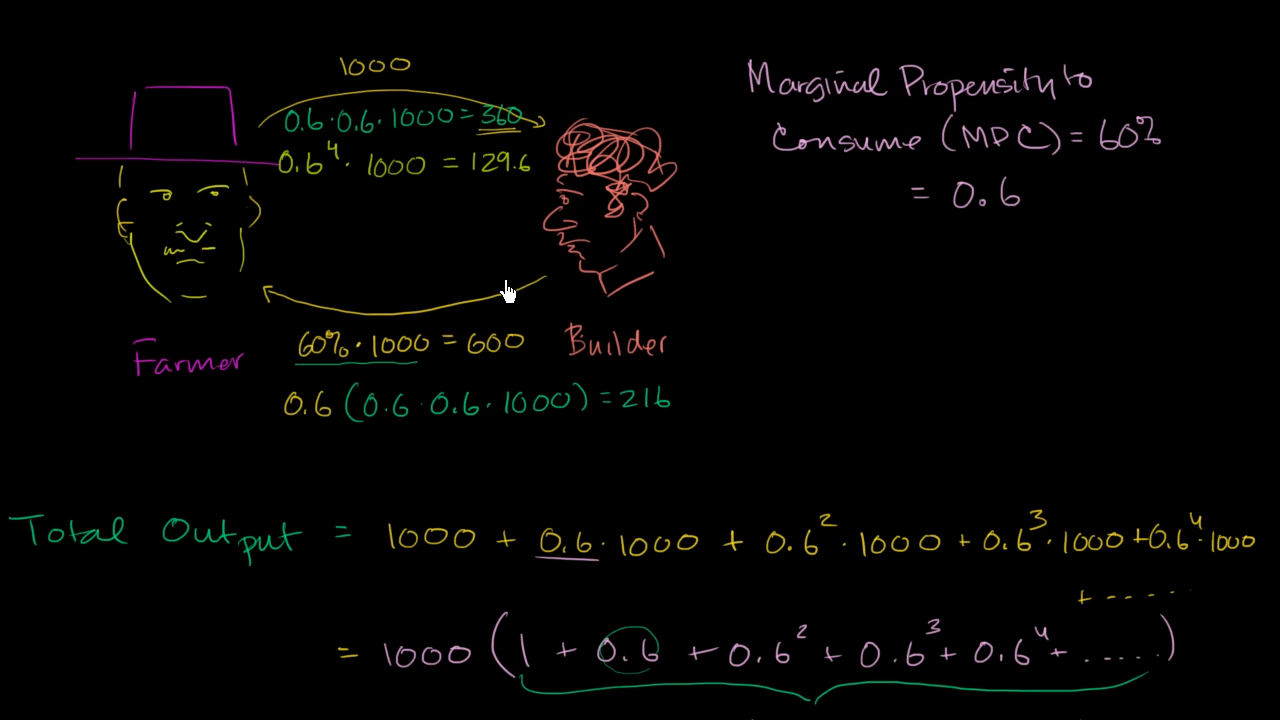 1000
0.6·0.6·1000=360
0.6⁴·1000=129.6
Marginal Propensity to
Consume (MPC)=60%
=0.6
Farmer
Builder
60%·1000=600
0.6(0.6·0.6·1000)=216
Total Output = 1000 + 0.6·1000 + 0.6²·1000 + 0.6³·1000 + 0.6⁴·1000
+ - - - - -
= 1000 (1 + 0.6 + 0.6² + 0.6³ + 0.6⁴ + .....)